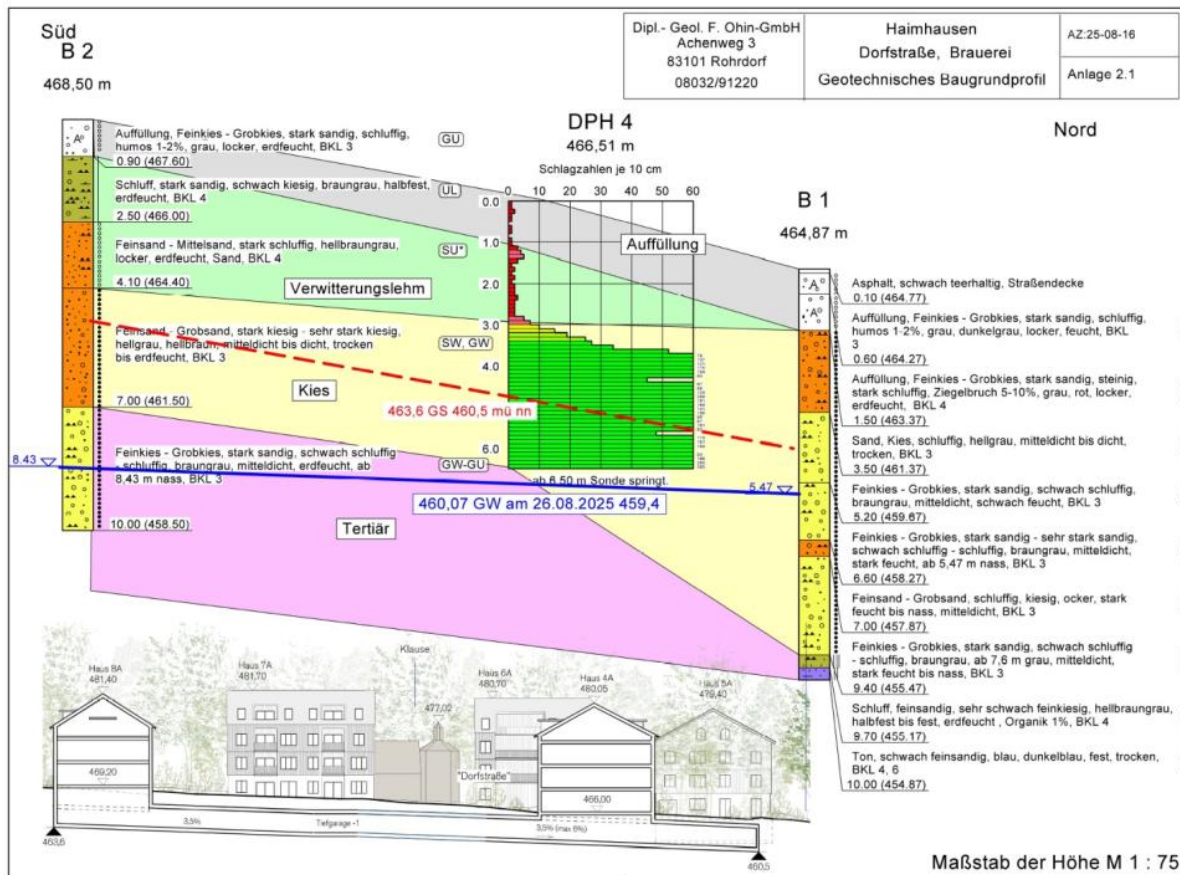 Süd
B 2
468,50 m
Dipl.- Geol. F. Ohin-GmbH
Achenweg 3
83101 Rohrdorf
08032/91220
Haimhausen
Dorfstraße, Brauerei
Geotechnisches Baugrundprofil
AZ:25-08-16
Anlage 2.1
Nord
DPH 4
466,51 m
Schlagzahlen je 10 cm
0 10 20 30 40 50 60
0.0
1.0
2.0
3.0
4.0
6.0
A
Auffüllung, Feinkies - Grobkies, stark sandig, schluffig,
humos 1-2%, grau, locker, erdfeucht, BKL 3
0.90 (467.60)
GU
Schluff, stark sandig, schwach kiesig, braungrau, halbfest,
erdfeucht, BKL 4
2.50 (466.00)
UL
Feinsand - Mittelsand, stark schluffig, hellbraungrau,
locker, erdfeucht, Sand, BKL 4
4.10 (464.40)
SU*
Verwitterungslehm
Auffüllung
Feinsand - Grobsand, stark kiesig - sehr stark kiesig,
hellgrau, hellbraun, mitteldicht bis dicht, trocken
bis erdfeucht, BKL 3
SW, GW
Kies
7.00 (461.50)
463,6 GS 460,5 mü nn
Feinkies - Grobkies, stark sandig, schwach schluffig
- schluffig, braungrau, mitteldicht, erdfeucht, ab
8,43 m nass, BKL 3
GW-GU
8.43
ab 6.50 m Sonde springt.
5.47
460,07 GW am 26.08.2025 459,4
10.00 (458.50)
Tertiär
B 1
464,87 m
A
A
Asphalt, schwach teerhaltig, Straßendecke
0.10 (464.77)
Auffüllung, Feinkies - Grobkies, stark sandig, schluffig,
humos 1-2%, grau, dunkelgrau, locker, feucht, BKL
3
0.60 (464.27)
Auffüllung, Feinkies - Grobkies, stark sandig, steinig,
stark schluffig, Ziegelbruch 5-10%, grau, rot, locker,
erdfeucht, BKL 4
1.50 (463.37)
Sand, Kies, schluffig, hellgrau, mitteldicht bis dicht,
trocken, BKL 3
3.50 (461.37)
Feinkies - Grobkies, stark sandig, schwach schluffig,
braungrau, mitteldicht, schwach feucht, BKL 3
5.20 (459.67)
Feinkies - Grobkies, stark sandig - sehr stark sandig,
schwach schluffig - schluffig, braungrau, mitteldicht,
stark feucht, ab 5,47 m nass, BKL 3
6.60 (458.27)
Feinsand - Grobsand, schluffig, kiesig, ocker, stark
feucht bis nass, mitteldicht, BKL 3
7.00 (457.87)
Feinkies - Grobkies, stark sandig, schwach schluffig
- schluffig, braungrau, ab 7,6 m grau, mitteldicht,
stark feucht bis nass, BKL 3
9.40 (455.47)
Schluff, feinsandig, sehr schwach feinkiesig, hellbraungrau,
halbfest bis fest, erdfeucht , Organik 1%, BKL 4
9.70 (455.17)
Ton, schwach feinsandig, blau, dunkelblau, fest, trocken,
BKL 4, 6
10.00 (454.87)
Haus 8A
481,40
Haus 7A
481,70
Klause
477,02
Haus 6A
480,70
Haus 4A
480,05
Haus 5A
479,40
469,20
"Dorfstraße"
466,00
3,5%
Tiefgarage -1
3,5% (max 6%)
463,6
460,5
Maßstab der Höhe M 1 : 75